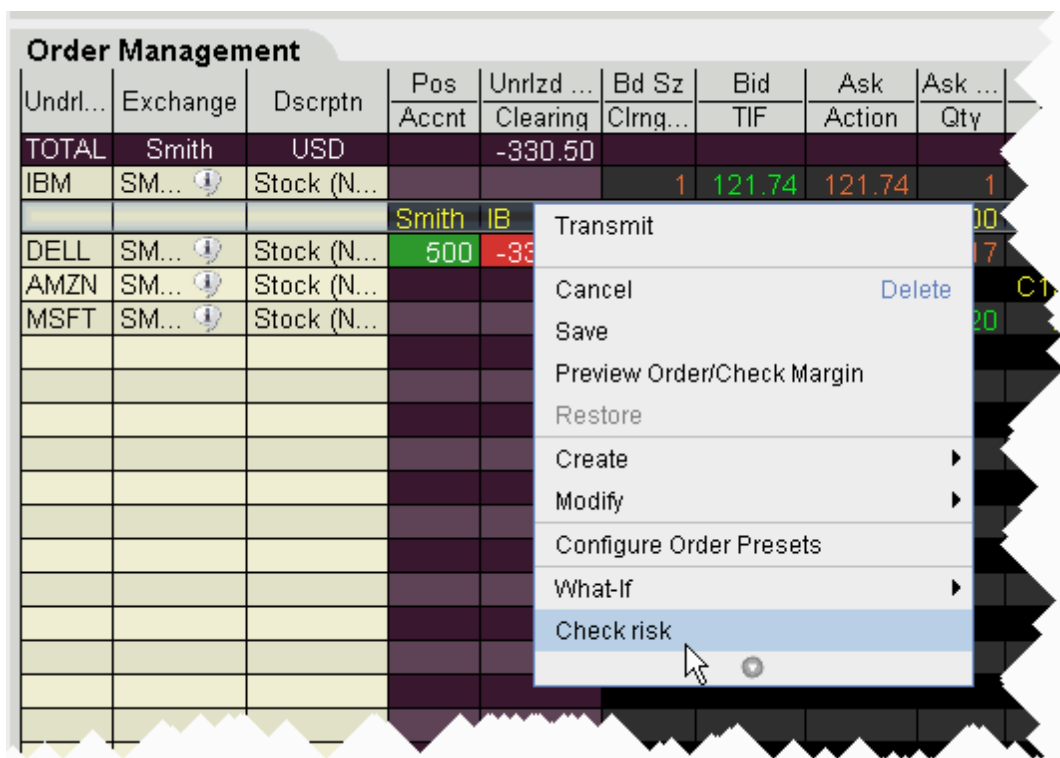 Order Management
Undrl... Exchange Dscrptn Pos Unrlzd ... Bd Sz Bid Ask Ask ...
Accnt Clearing Clrng... TIF Action Qty
TOTAL Smith USD -330.50
IBM SM... Stock (N... 1 121.74 121.74 1
Smith IB
Transmit
DELL SM... Stock (N... 500
AMZN SM... Stock (N...
Cancel Delete
MSFT SM... Stock (N... 20
Save
Preview Order/Check Margin
Restore
Create
Modify
Configure Order Presets
What-If
Check risk